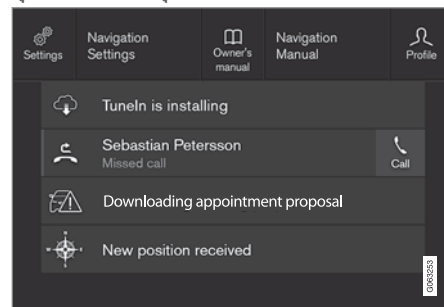 Settings
Navigation
Settings
Owner's
manual
Navigation
Manual
Profile
TuneIn is installing
Sebastian Petersson
Missed call
Call
Downloading appointment proposal
New position received
G063253